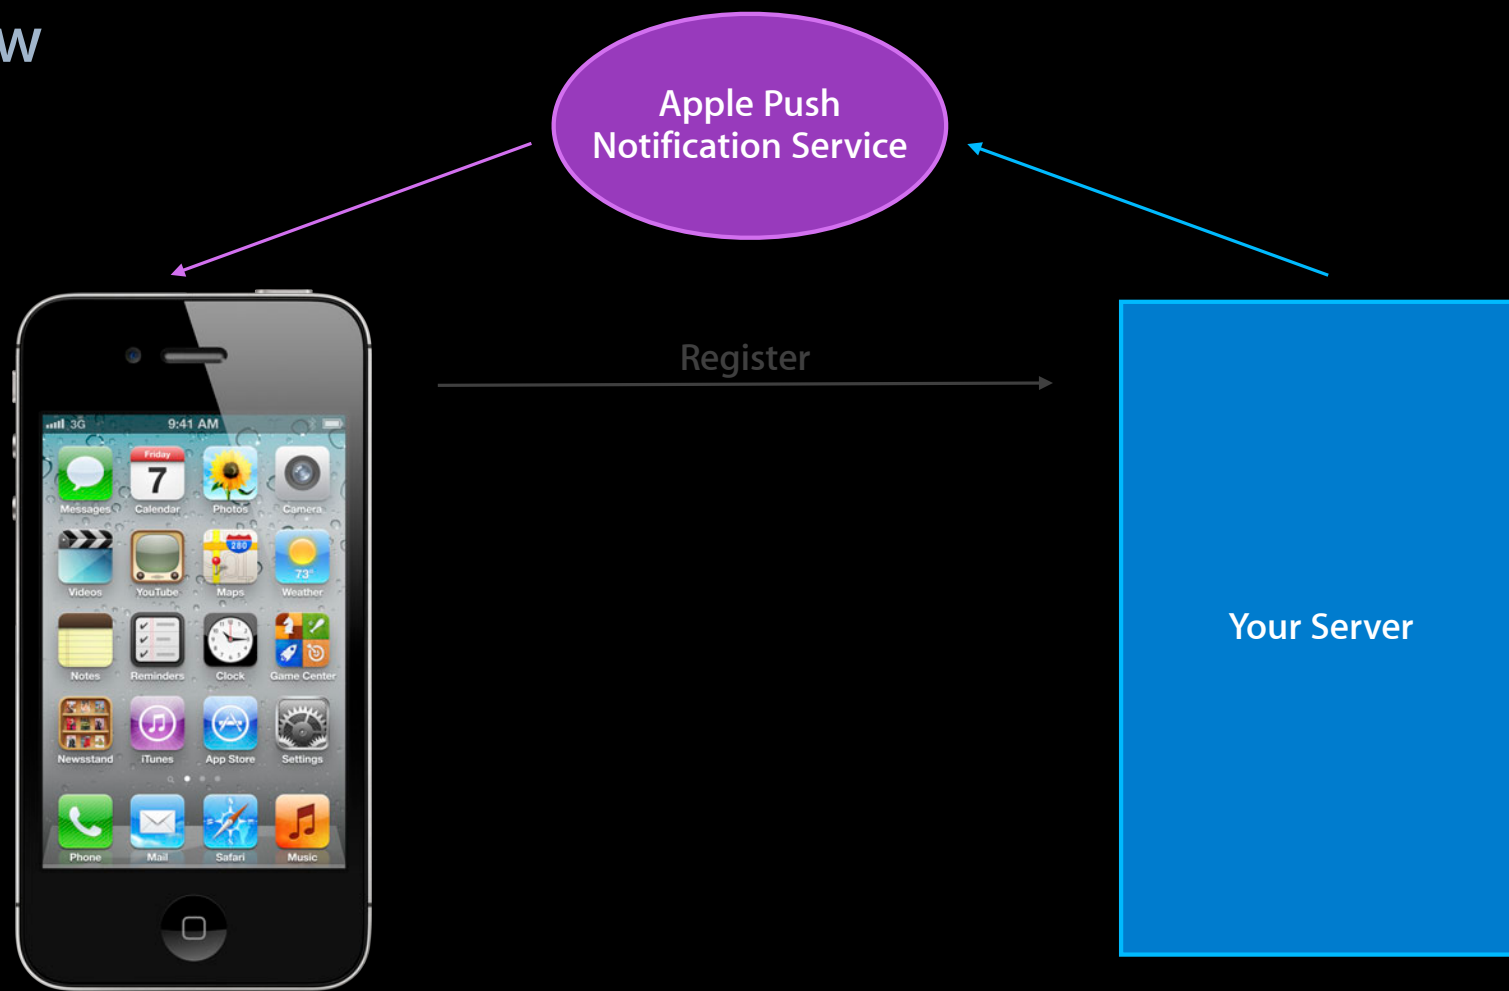 w
Apple Push
Notification Service
Register
Your Server
3G
9:41 AM
Friday
7
Messages
Calendar
Photos
Camera
280
73°
Videos
YouTube
Maps
Weather
Notes
Reminders
Clock
Game Center
Newsstand
iTunes
App Store
Settings
Phone
Mail
Safari
Music